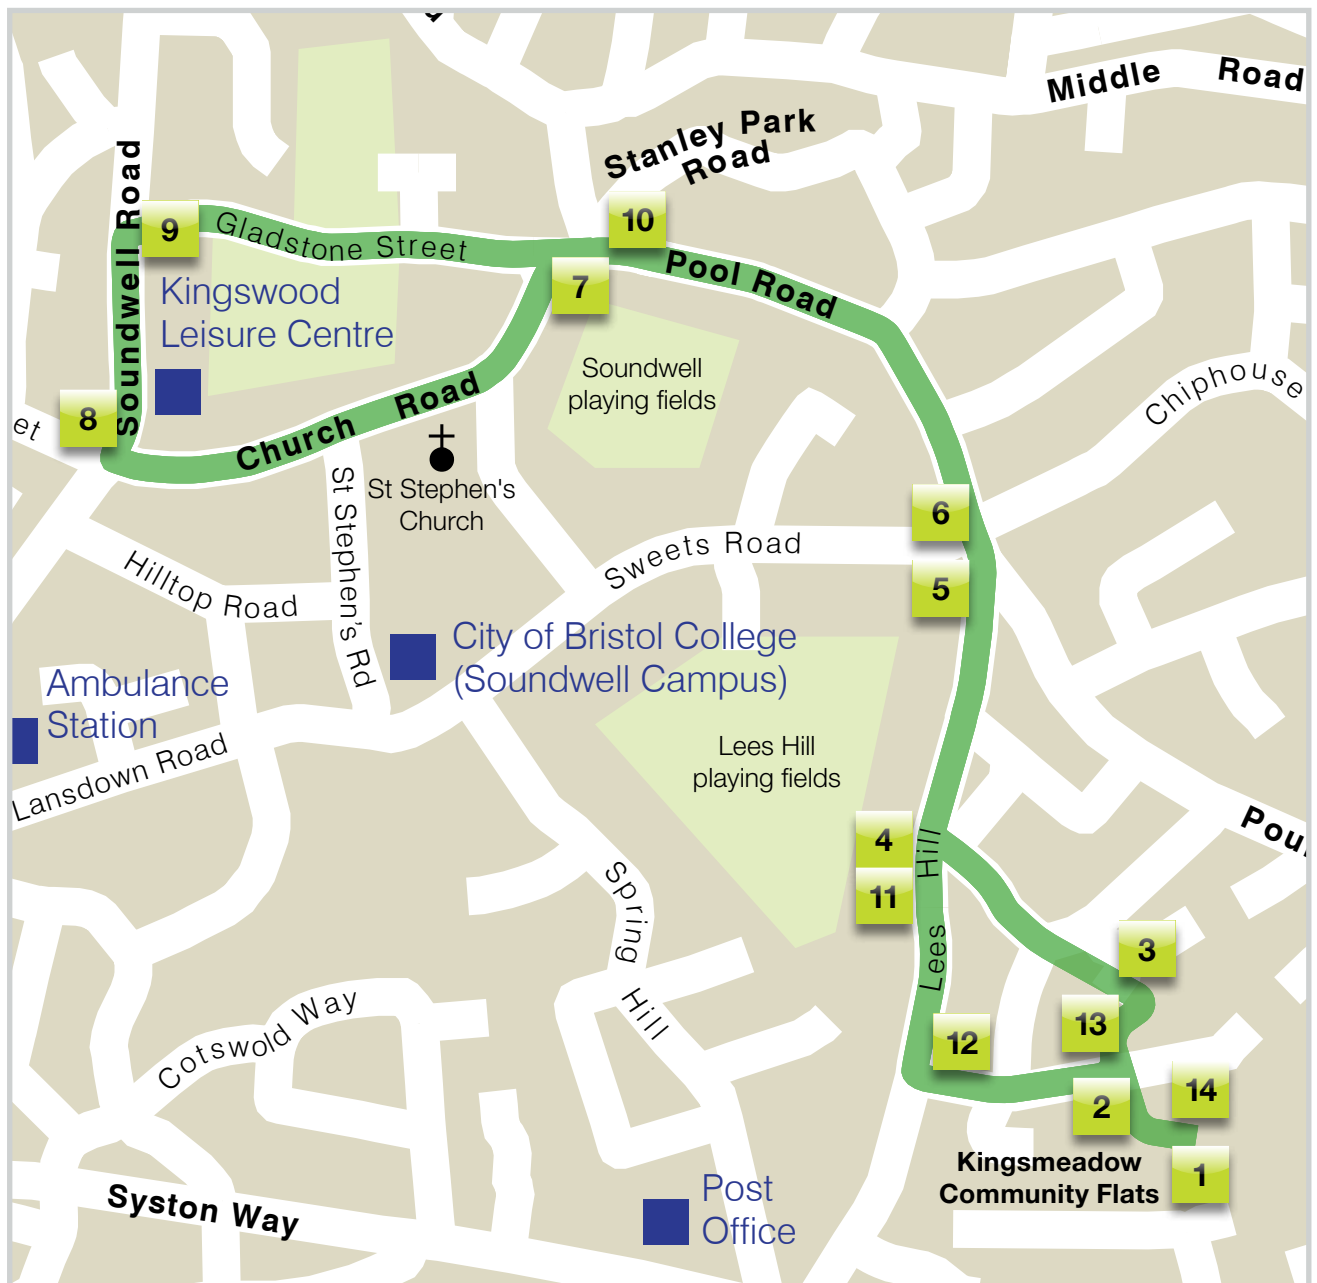 Middle Road
Stanley Park
Road
Soundwell Road
9
Gladstone Street
10
Pool Road
7
Kingswood
Leisure Centre
Soundwell
playing fields
Chiphouse
8
et
Church Road
St Stephen's
Church
St Stephen's Rd
6
Sweets Road
5
Hilltop Road
City of Bristol College
(Soundwell Campus)
Ambulance
Station
Lansdown Road
Lees Hill
playing fields
4
11
Lees Hill
Spring Hill
3
13
12
2
14
1
Kingsmeadow
Community Flats
Cotswold Way
Syston Way
Post
Office